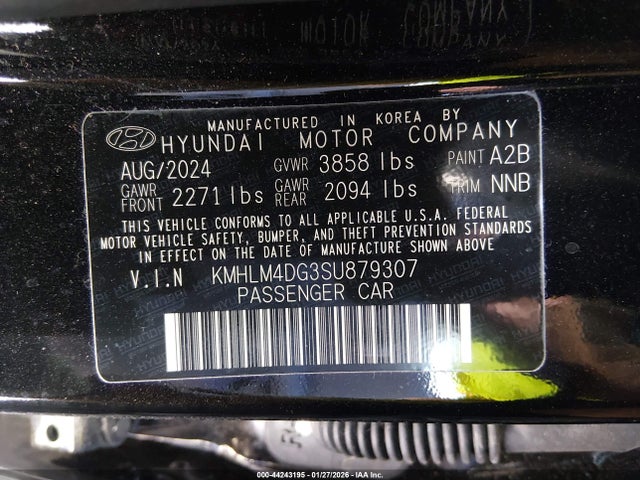 MANUFACTURED IN KOREA BY
HYUNDAI MOTOR COMPANY
AUG/2024 GVWR 3858 lbs PAINT A2B
GAWR FRONT 2271 lbs GAWR REAR 2094 lbs TRIM NNB
THIS VEHICLE CONFORMS TO ALL APPLICABLE U.S.A. FEDERAL
MOTOR VEHICLE SAFETY, BUMPER, AND THEFT PREVENTION STANDARDS
IN EFFECT ON THE DATE OF MANUFACTURE SHOWN ABOVE
V.I.N KMHLM4DG3SU879307
PASSENGER CAR
000-44243195 - 01/27/2026 - IAA Inc.